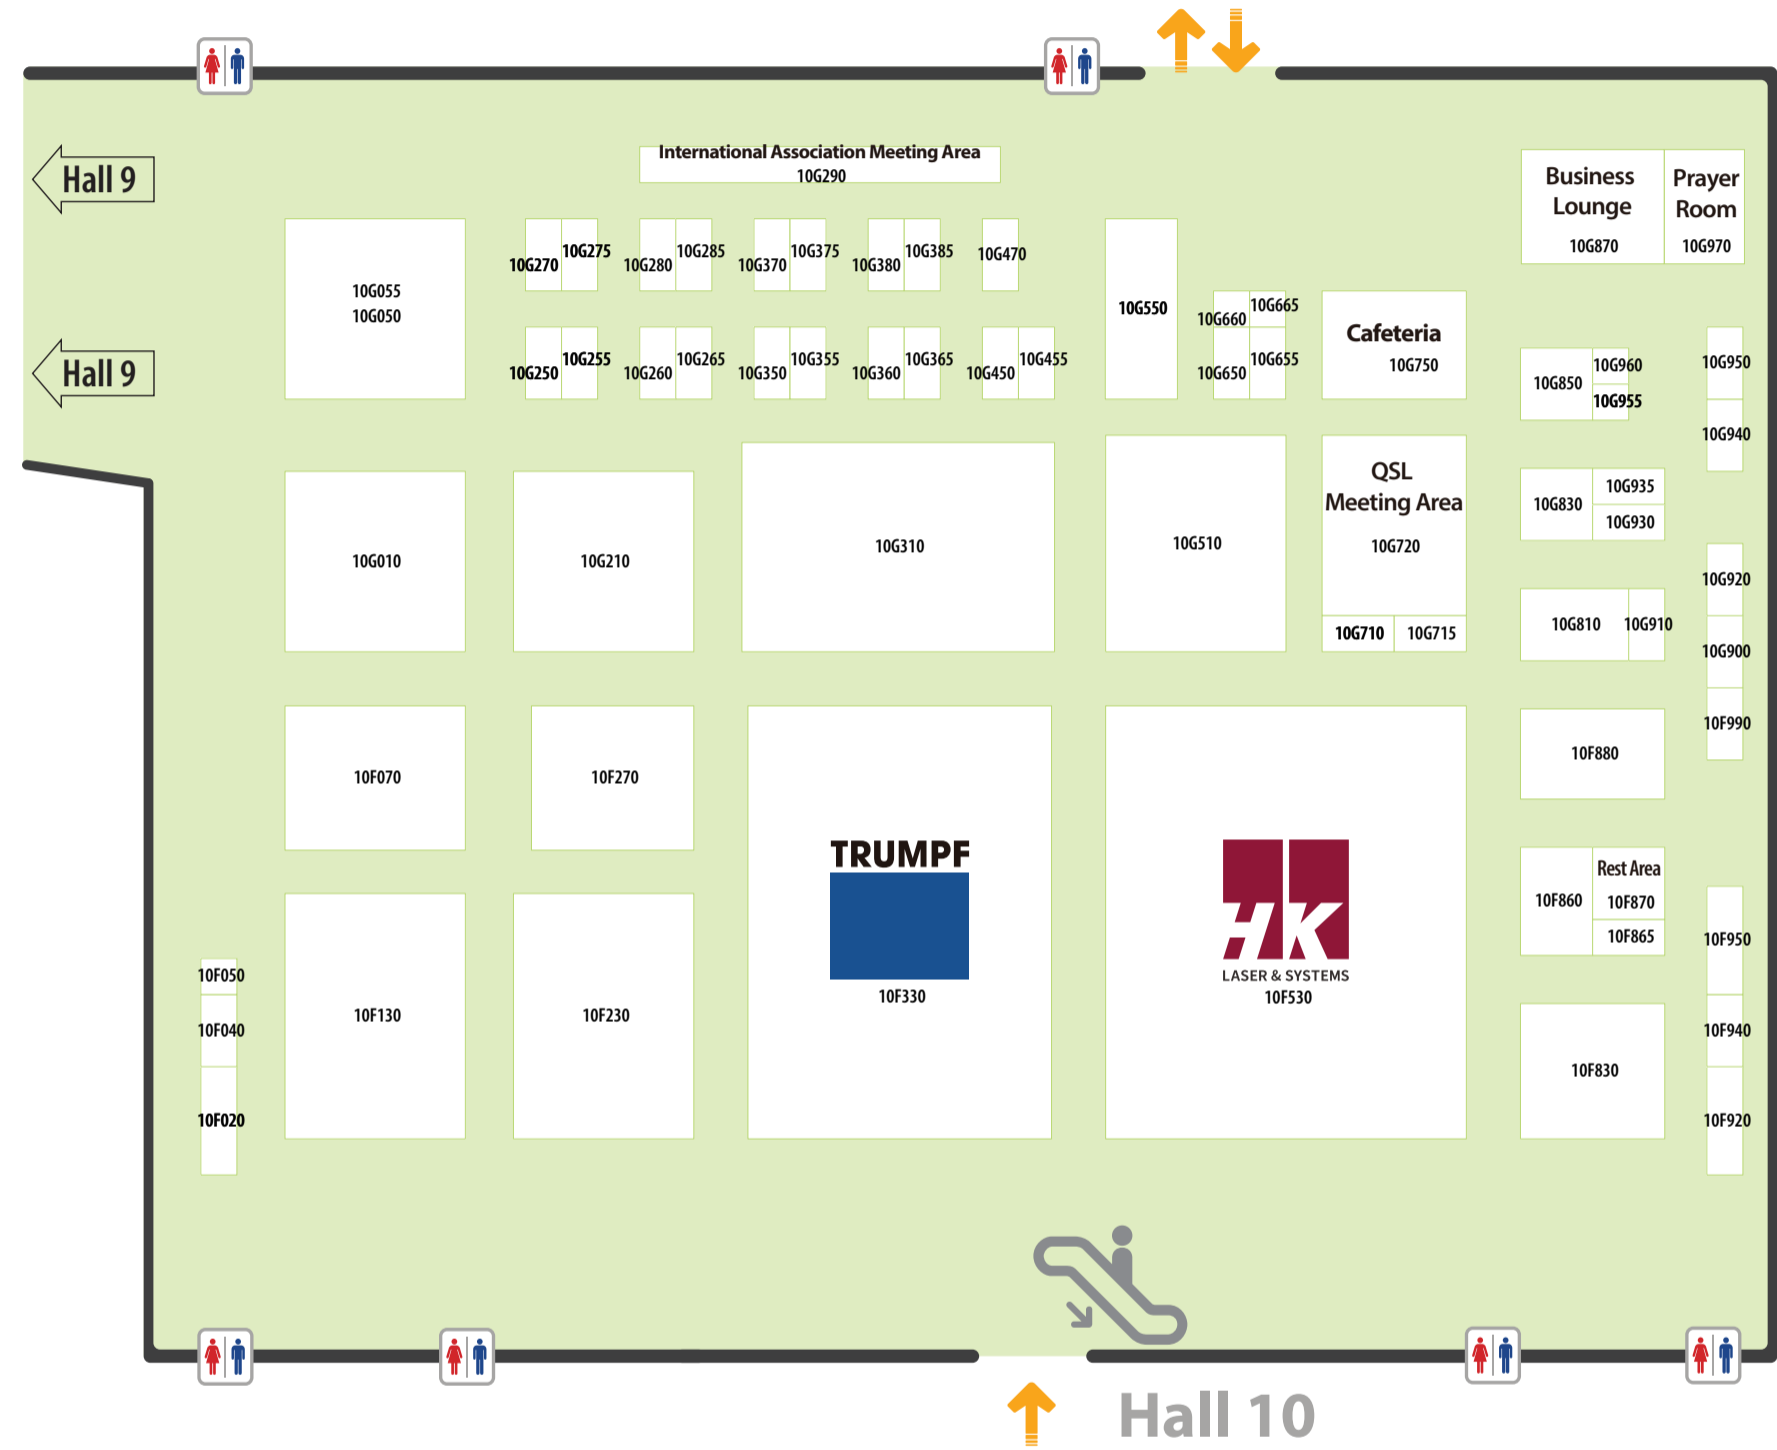 International Association Meeting Area
10G290
Hall 9
Business
Lounge
10G870
Prayer
Room
10G970
10G055
10G050
10G270
10G275
10G280
10G285
10G370
10G375
10G380
10G385
10G470
10G550
10G660
10G665
10G650
10G655
Cafeteria
10G750
Hall 9
10G250
10G255
10G260
10G265
10G350
10G355
10G360
10G365
10G450
10G455
10G850
10G960
10G955
10G950
10G940
10G010
10G210
10G310
10G510
QSL
Meeting Area
10G720
10G710
10G715
10G830
10G935
10G930
10G810
10G910
10G920
10G900
10F990
10F070
10F270
TRUMPF
10F330
HK
LASER & SYSTEMS
10F530
10F880
10F860
Rest Area
10F870
10F865
10F950
10F940
10F920
10F830
10F050
10F040
10F020
10F130
10F230
Hall 10